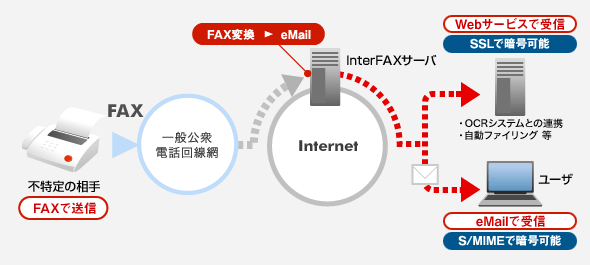 FAX変換 ► eMail
Webサービスで受信
SSLで暗号可能
InterFAXサーバ
FAX
一般公衆
電話回線網
Internet
・OCRシステムとの連携
・自動ファイリング 等
不特定の相手
FAXで送信
ユーザ
eMailで受信
S/MIMEで暗号可能